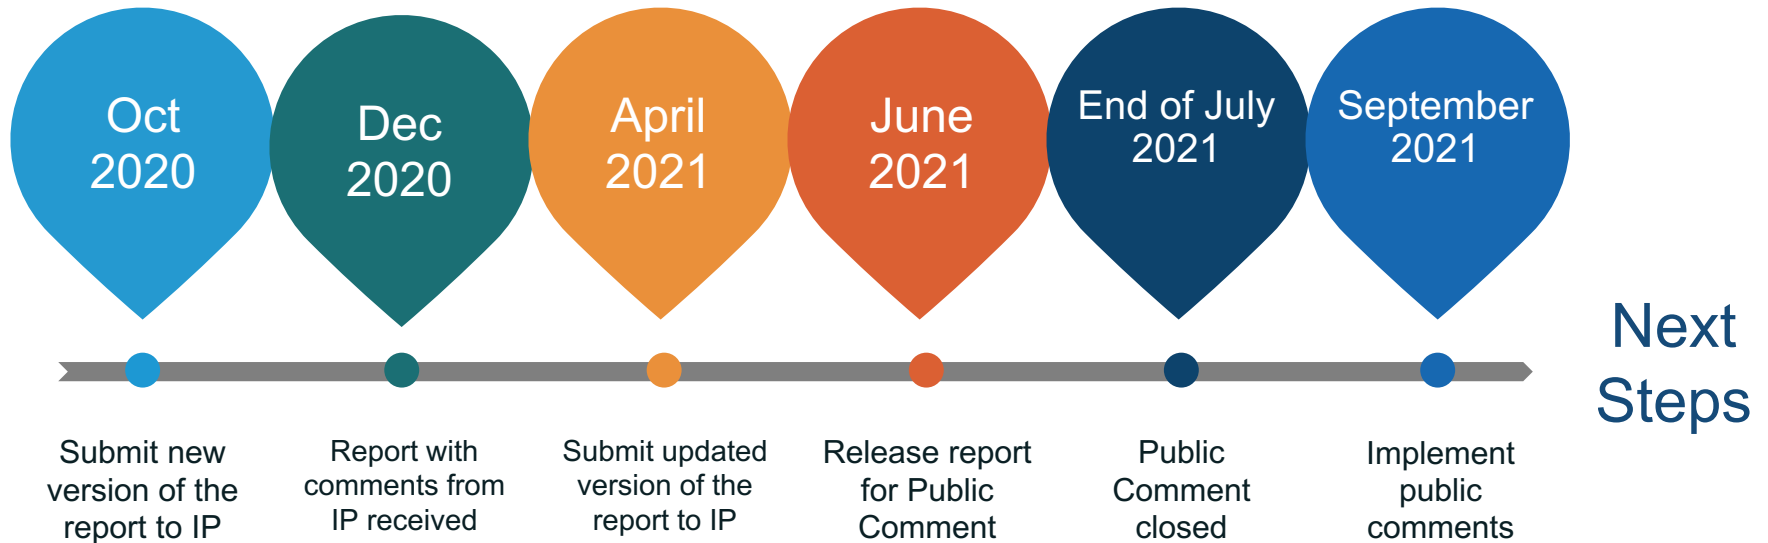 Oct
2020
Dec
2020
April
2021
June
2021
End of July
2021
September
2021
Next
Steps
Submit new
version of the
report to IP
Report with
comments from
IP received
Submit updated
version of the
report to IP
Release report
for Public
Comment
Public
Comment
closed
Implement
public
comments